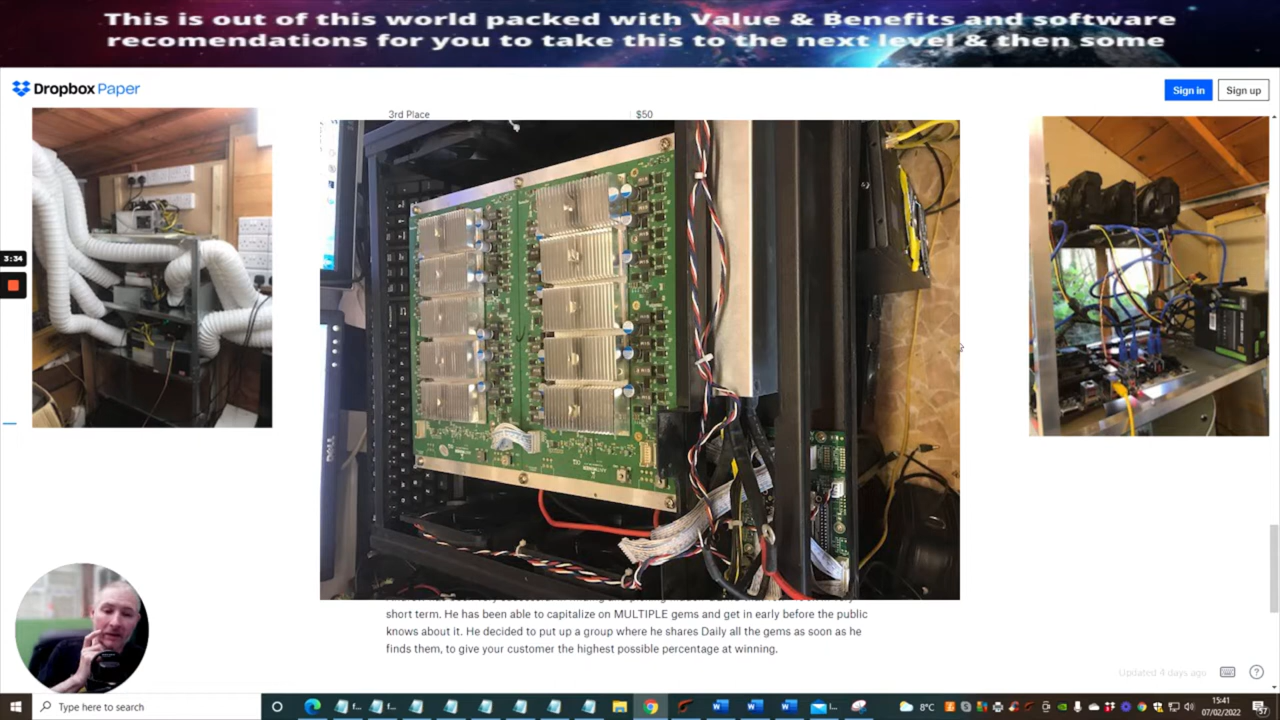 This is out of this world packed with Value & Benefits and software
recomendations for you to take this to the next level & then some
Dropbox Paper
Sign in
Sign up
3rd Place $50
3:34
DELL
short term. He has been able to capitalize on MULTIPLE gems and get in early before the public
knows about it. He decided to put up a group where he shares Daily all the gems as soon as he
finds them, to give your customer the highest possible percentage at winning.
Updated 4 days ago
Type here to search
8°C
15:41
07/02/2022